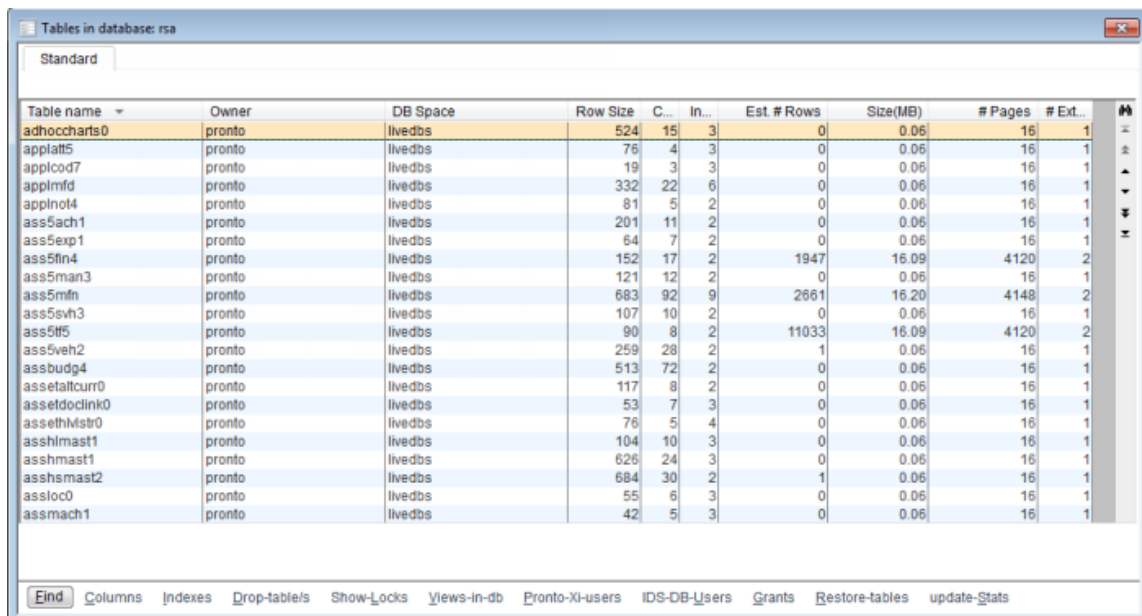 Tables in database: rsa
Standard
Table name Owner DB Space Row Size C... In... Est. # Rows Size(MB) # Pages # Ext...
adhoccharts0 pronto livedbs 524 15 3 0 0.06 16 1
applatt5 pronto livedbs 76 4 3 0 0.06 16 1
applcod7 pronto livedbs 19 3 3 0 0.06 16 1
applmfd pronto livedbs 332 22 6 0 0.06 16 1
applnot4 pronto livedbs 81 5 2 0 0.06 16 1
ass5ach1 pronto livedbs 201 11 2 0 0.06 16 1
ass5exp1 pronto livedbs 64 7 2 0 0.06 16 1
ass5fin4 pronto livedbs 152 17 2 1947 16.09 4120 2
ass5man3 pronto livedbs 121 12 2 0 0.06 16 1
ass5mfn pronto livedbs 683 92 9 2661 16.20 4148 2
ass5svh3 pronto livedbs 107 10 2 0 0.06 16 1
ass5tf5 pronto livedbs 90 8 2 11033 16.09 4120 2
ass5veh2 pronto livedbs 259 28 2 1 0.06 16 1
assbudg4 pronto livedbs 513 72 2 0 0.06 16 1
assetaltcurr0 pronto livedbs 117 8 2 0 0.06 16 1
assetdoclink0 pronto livedbs 53 7 3 0 0.06 16 1
assethlvlstr0 pronto livedbs 76 5 4 0 0.06 16 1
asshlmast1 pronto livedbs 104 10 3 0 0.06 16 1
asshmast1 pronto livedbs 626 24 3 0 0.06 16 1
asshsmast2 pronto livedbs 684 30 2 1 0.06 16 1
assloc0 pronto livedbs 55 6 3 0 0.06 16 1
assmach1 pronto livedbs 42 5 3 0 0.06 16 1
Find Columns Indexes Drop-table/s Show-Locks Views-in-db Pronto-Xi-users IDS-DB-Users Grants Restore-tables update-Stats